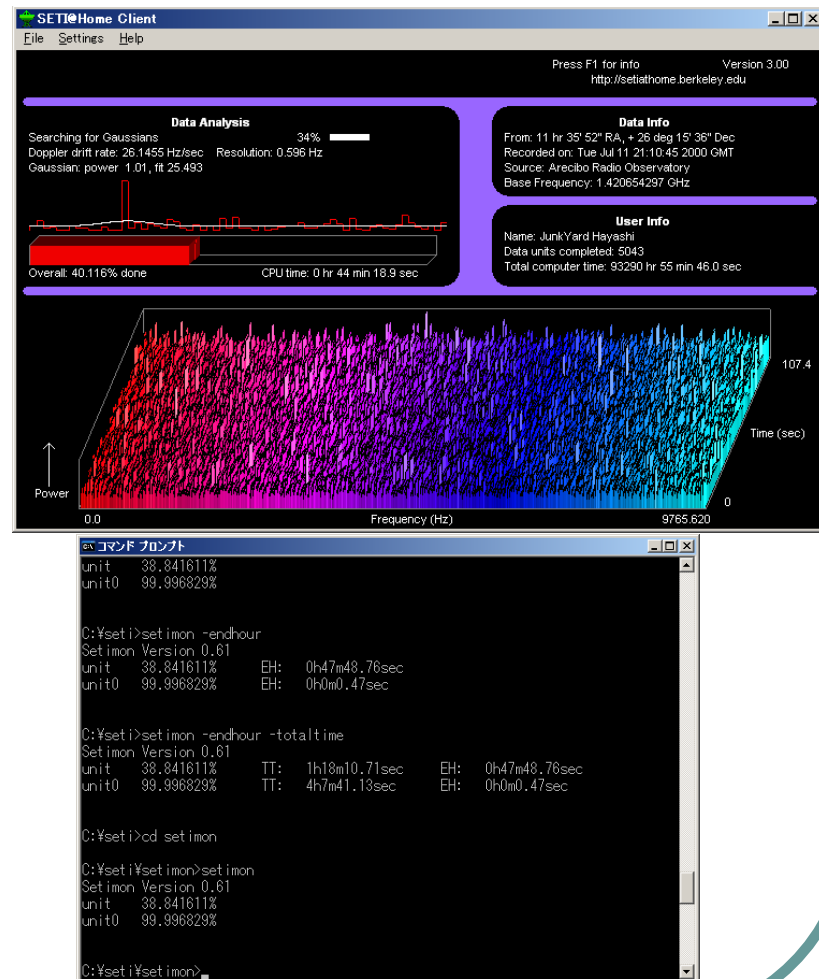 SETI@Home Client
File Settings Help
Press F1 for info Version 3.00
http://setiathome.berkeley.edu
Data Analysis
Searching for Gaussians 34%
Doppler drift rate: 26.1455 Hz/sec Resolution: 0.596 Hz
Gaussian: power 1.01, fit 25.493
Overall: 40.116% done CPU time: 0 hr 44 min 18.9 sec
Data Info
From: 11 hr 35' 52" RA, + 26 deg 15' 36" Dec
Recorded on: Tue Jul 11 21:10:45 2000 GMT
Source: Arecibo Radio Observatory
Base Frequency: 1.420654297 GHz
User Info
Name: JunkYard Hayashi
Data units completed: 5043
Total computer time: 93290 hr 55 min 46.0 sec
107.4
Time (sec)
Power
0
0.0 Frequency (Hz) 9765.620
コマンド プロンプト
unit 38.841611%
unit0 99.996829%
C:¥seti>setimon -endhour
Setimon Version 0.61
unit 38.841611% EH: 0h47m48.76sec
unit0 99.996829% EH: 0h0m0.47sec
C:¥seti>setimon -endhour -totaltime
Setimon Version 0.61
unit 38.841611% TT: 1h18m10.71sec EH: 0h47m48.76sec
unit0 99.996829% TT: 4h7m41.13sec EH: 0h0m0.47sec
C:¥seti>cd setimon
C:¥seti¥setimon>setimon
Setimon Version 0.61
unit 38.841611%
unit0 99.996829%
C:¥seti¥setimon>_